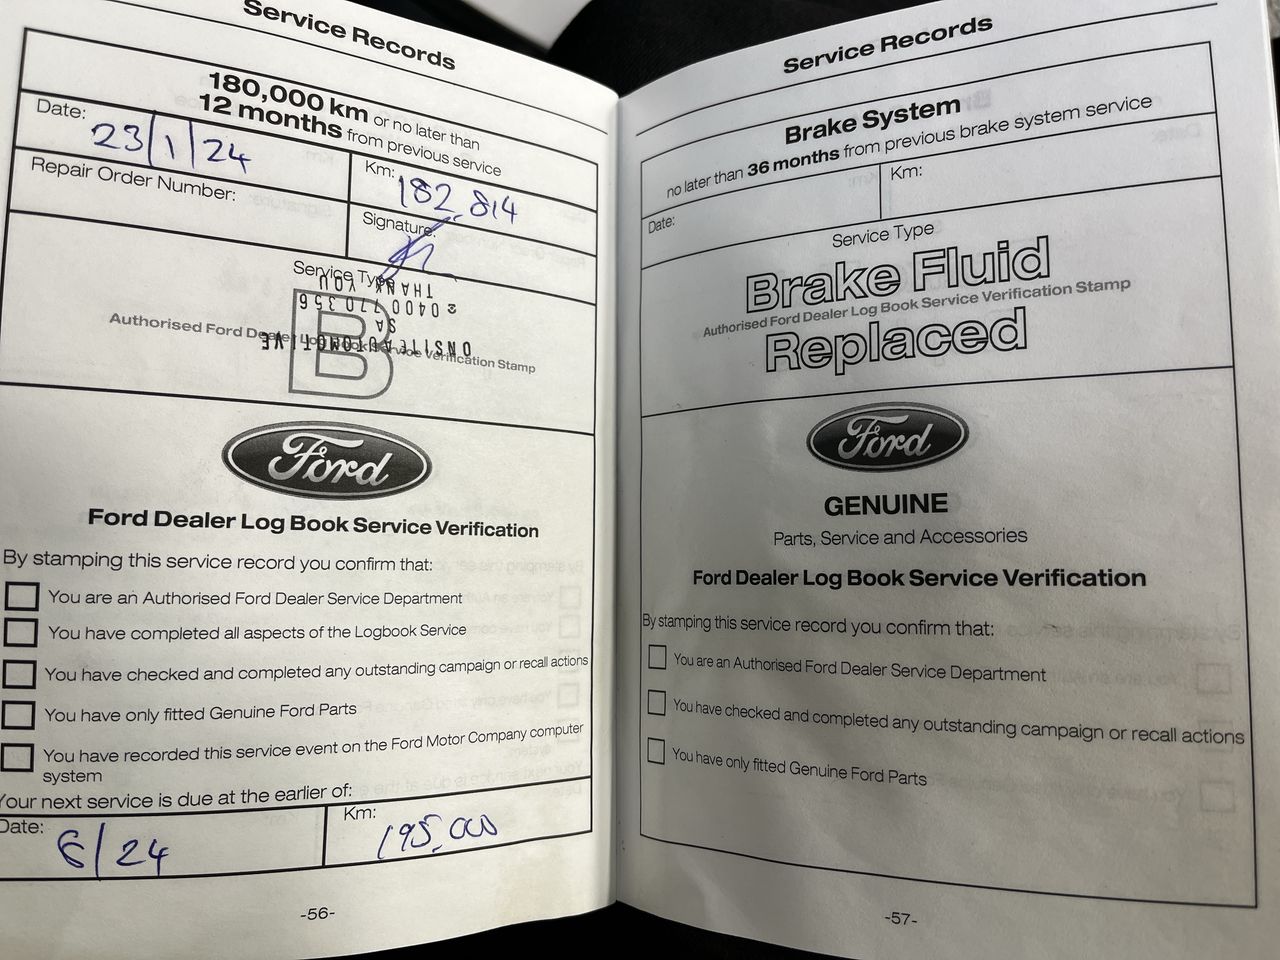 Service Records
180,000 km or no later than
12 months from previous service
Date: 23/1/24
Km: 182,814
Repair Order Number:
Signature:
Service Type
THANK YOU
☎ 0400 770 356
SA
ONSITE AUTOMOTIVE
B
Authorised Ford Dealer Log Book Service Verification Stamp
Ford
Ford Dealer Log Book Service Verification
By stamping this service record you confirm that:
You are an Authorised Ford Dealer Service Department
You have completed all aspects of the Logbook Service
You have checked and completed any outstanding campaign or recall actions
You have only fitted Genuine Ford Parts
You have recorded this service event on the Ford Motor Company computer
system
Your next service is due at the earlier of:
Date: 6/24
Km: 195,000
-56-
Service Records
Brake System
no later than 36 months from previous brake system service
Date:
Km:
Service Type
Brake Fluid
Authorised Ford Dealer Log Book Service Verification Stamp
Replaced
Ford
GENUINE
Parts, Service and Accessories
Ford Dealer Log Book Service Verification
By stamping this service record you confirm that:
You are an Authorised Ford Dealer Service Department
You have checked and completed any outstanding campaign or recall actions
You have only fitted Genuine Ford Parts
-57-